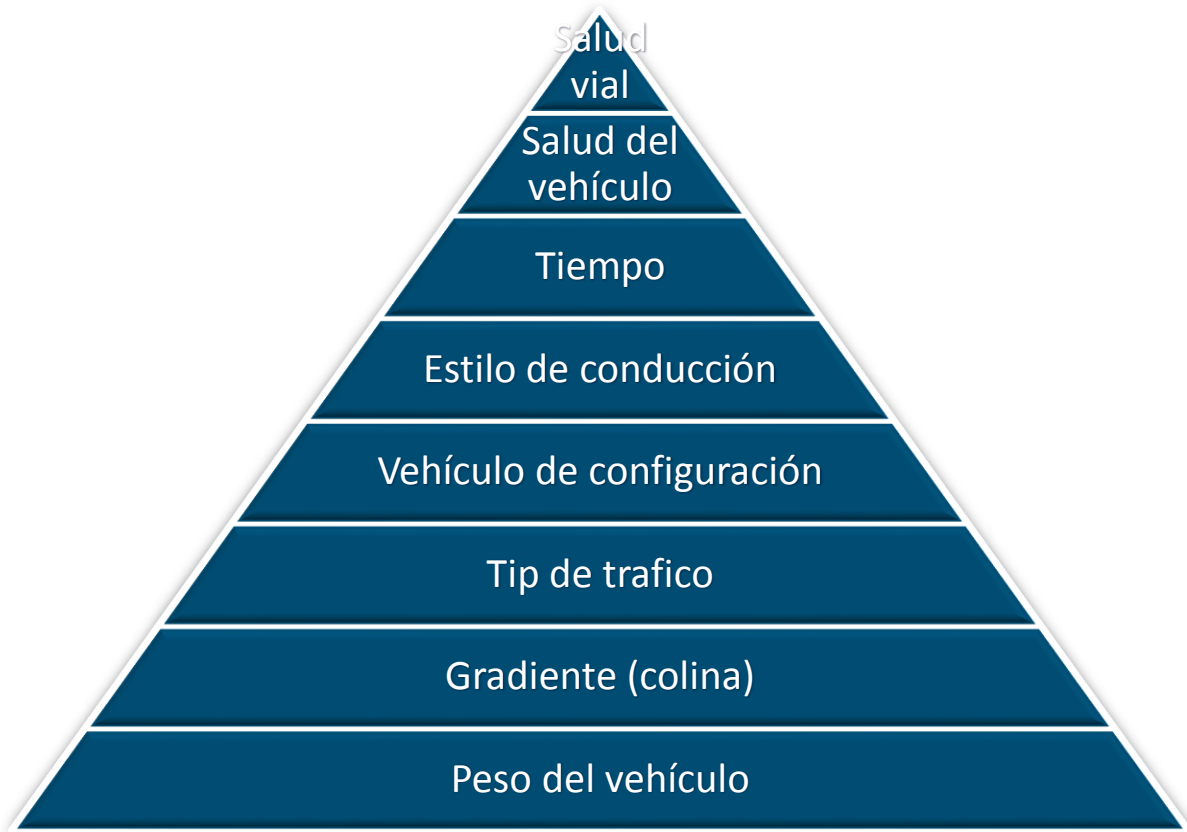 Salud
vial
Salud del
vehículo
Tiempo
Estilo de conducción
Vehículo de configuración
Tip de trafico
Gradiente (colina)
Peso del vehículo